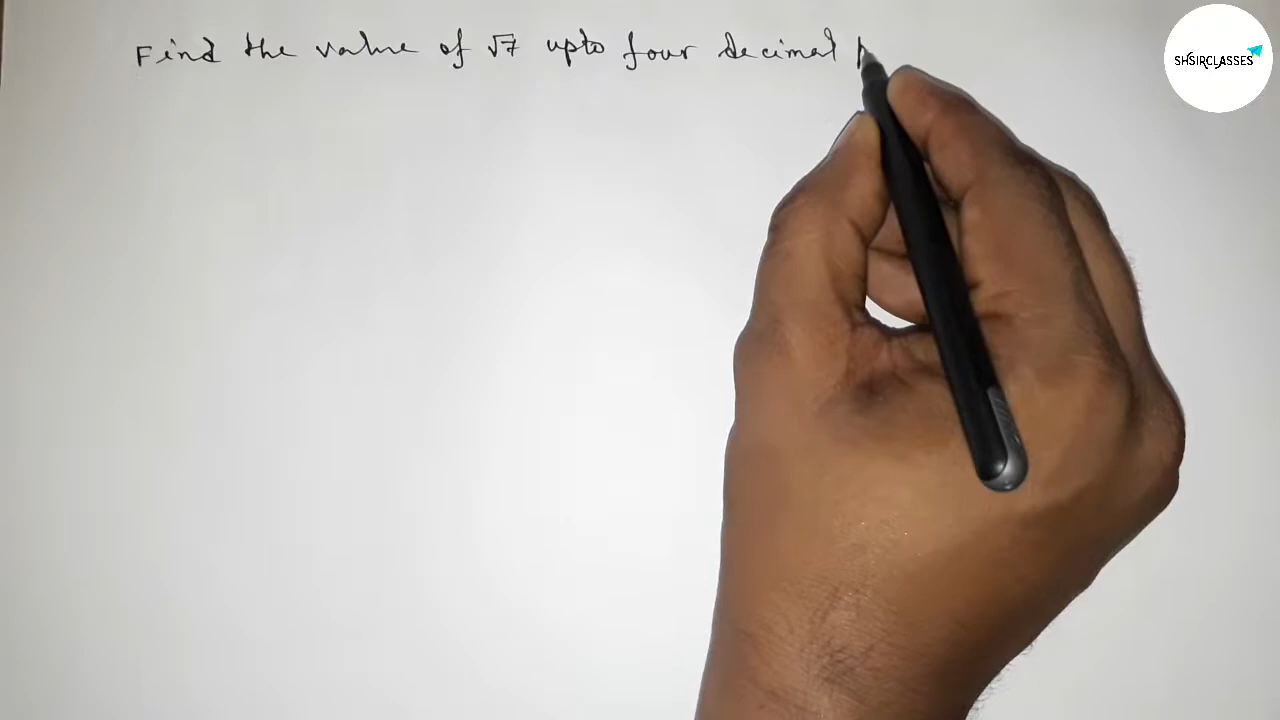 Find the value of √7 upto four decimal p
SHSIRCLASSES